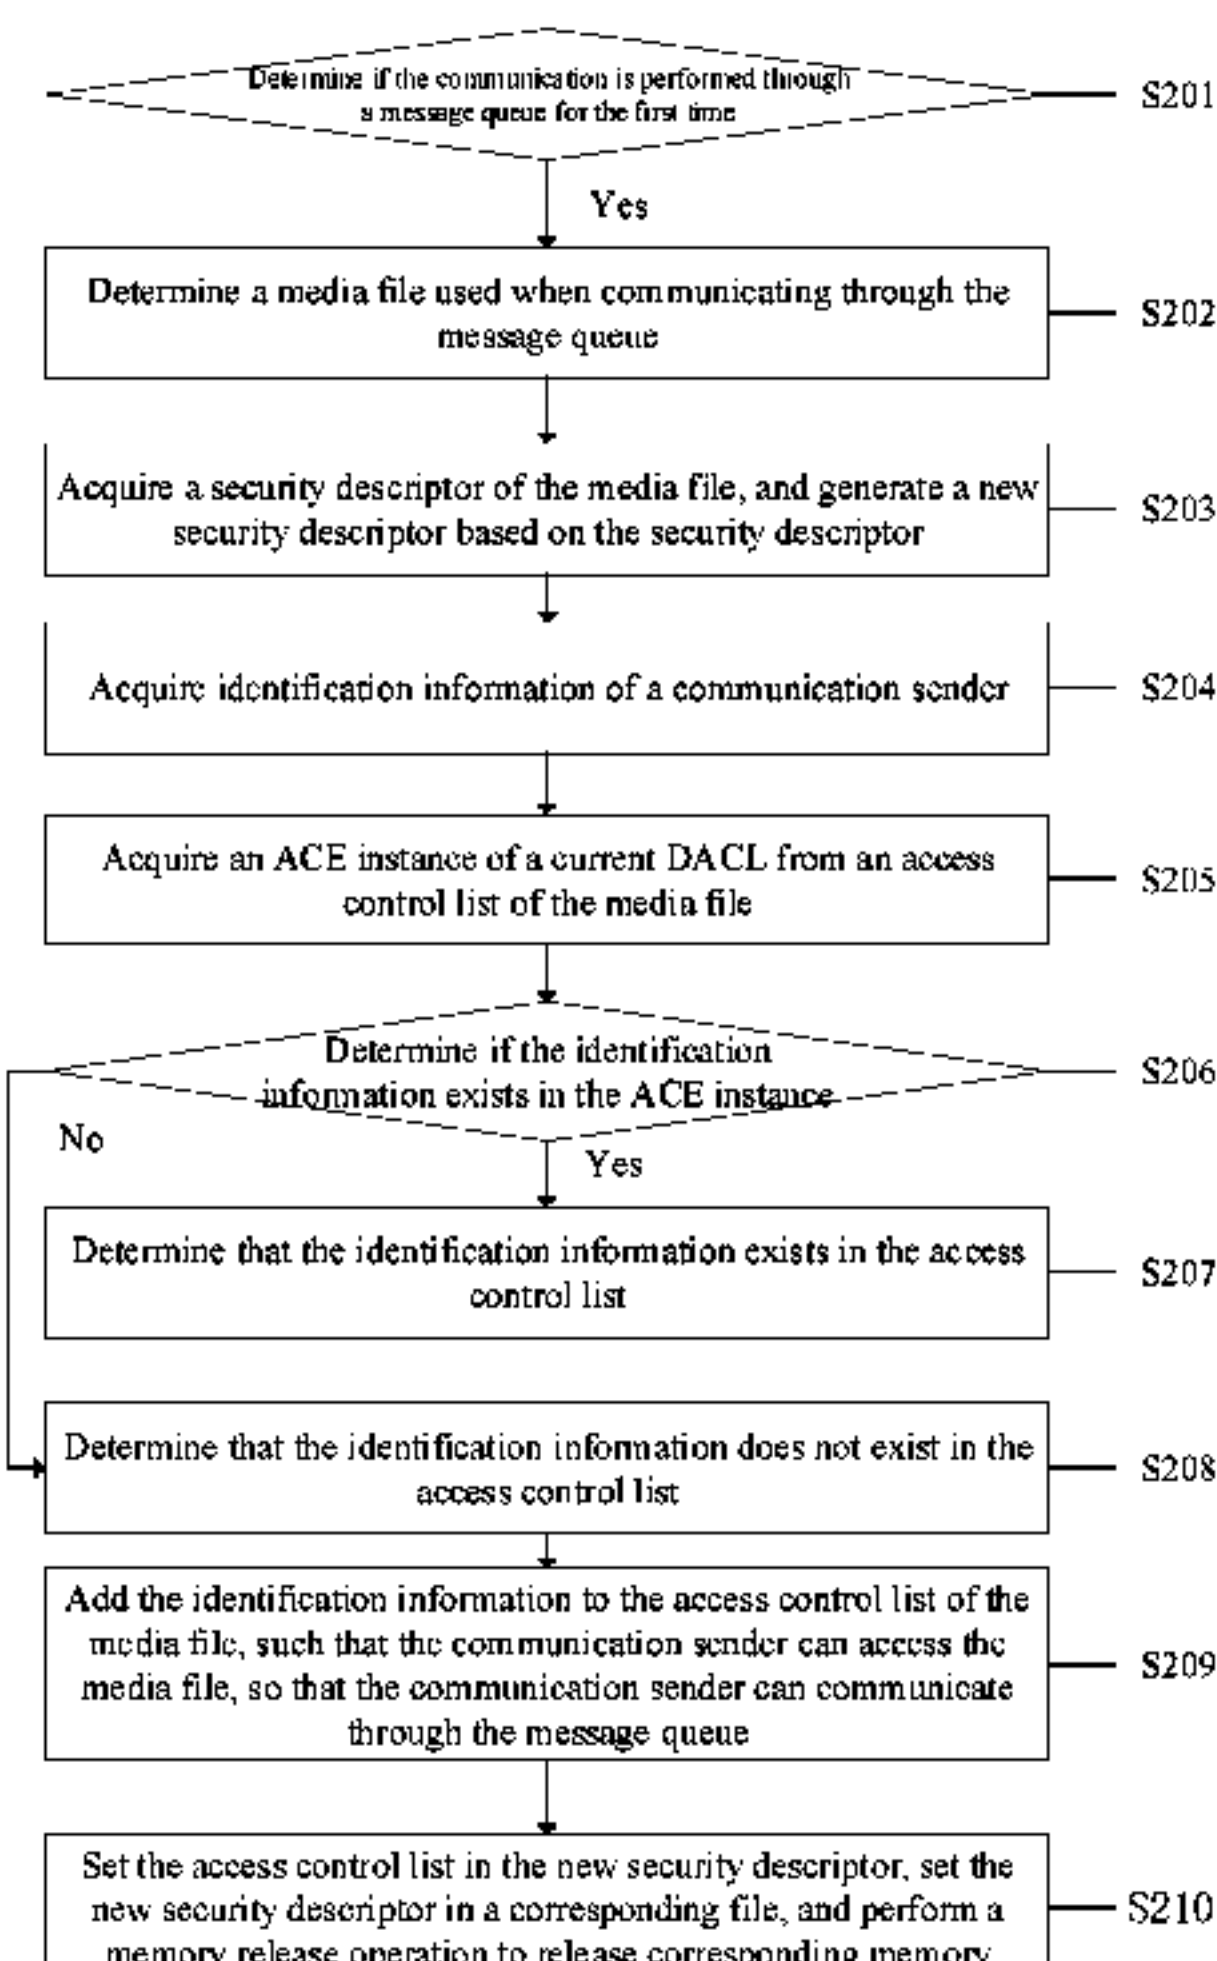 Determine if the communication is performed through
a message queue for the first time
S201
Yes
Determine a media file used when communicating through the
message queue
S202
Acquire a security descriptor of the media file, and generate a new
security descriptor based on the security descriptor
S203
Acquire identification information of a communication sender
S204
Acquire an ACE instance of a current DACL from an access
control list of the media file
S205
Determine if the identification
information exists in the ACE instance
S206
No
Yes
Determine that the identification information exists in the access
control list
S207
Determine that the identification information does not exist in the
access control list
S208
Add the identification information to the access control list of the
media file, such that the communication sender can access the
media file, so that the communication sender can communicate
through the message queue
S209
Set the access control list in the new security descriptor, set the
new security descriptor in a corresponding file, and perform a
memory release operation to release corresponding memory
S210